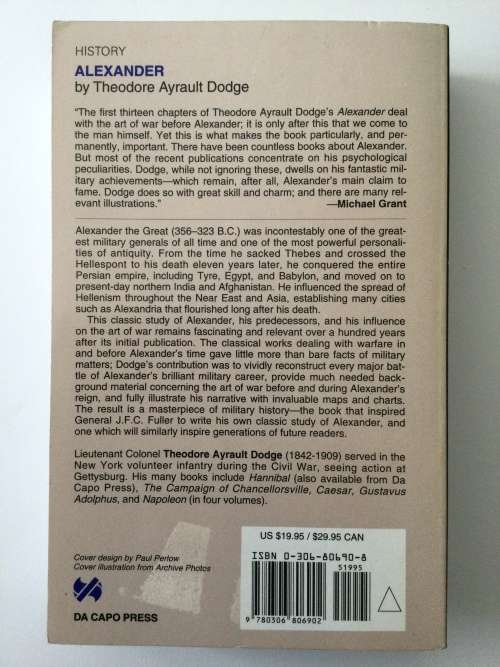 HISTORY
ALEXANDER
by Theodore Ayrault Dodge
"The first thirteen chapters of Theodore Ayrault Dodge's Alexander deal
with the art of war before Alexander; it is only after this that we come to
the man himself. Yet this is what makes the book particularly, and per-
manently, important. There have been countless books about Alexander.
But most of the recent publications concentrate on his psychological
peculiarities. Dodge, while not ignoring these, dwells on his fantastic mil-
itary achievements—which remain, after all, Alexander's main claim to
fame. Dodge does so with great skill and charm; and there are many rel-
evant illustrations."
—Michael Grant
Alexander the Great (356–323 B.C.) was incontestably one of the great-
est military generals of all time and one of the most powerful personali-
ties of antiquity. From the time he sacked Thebes and crossed the
Hellespont to his death eleven years later, he conquered the entire
Persian empire, including Tyre, Egypt, and Babylon, and moved on to
present-day northern India and Afghanistan. He influenced the spread of
Hellenism throughout the Near East and Asia, establishing many cities
such as Alexandria that flourished long after his death.
This classic study of Alexander, his predecessors, and his influence
on the art of war remains fascinating and relevant over a hundred years
after its initial publication. The classical works dealing with warfare in
and before Alexander's time gave little more than bare facts of military
matters; Dodge's contribution was to vividly reconstruct every major bat-
tle of Alexander's brilliant military career, provide much needed back-
ground material concerning the art of war before and during Alexander's
reign, and fully illustrate his narrative with invaluable maps and charts.
The result is a masterpiece of military history—the book that inspired
General J.F.C. Fuller to write his own classic study of Alexander, and
one which will similarly inspire generations of future readers.
Lieutenant Colonel Theodore Ayrault Dodge (1842-1909) served in the
New York volunteer infantry during the Civil War, seeing action at
Gettysburg. His many books include Hannibal (also available from Da
Capo Press), The Campaign of Chancellorsville, Caesar, Gustavus
Adolphus, and Napoleon (in four volumes).
US $19.95 / $29.95 CAN
ISBN 0-306-80690-8
51995
9 780306 806902
Cover design by Paul Perlow
Cover illustration from Archive Photos
DA CAPO PRESS